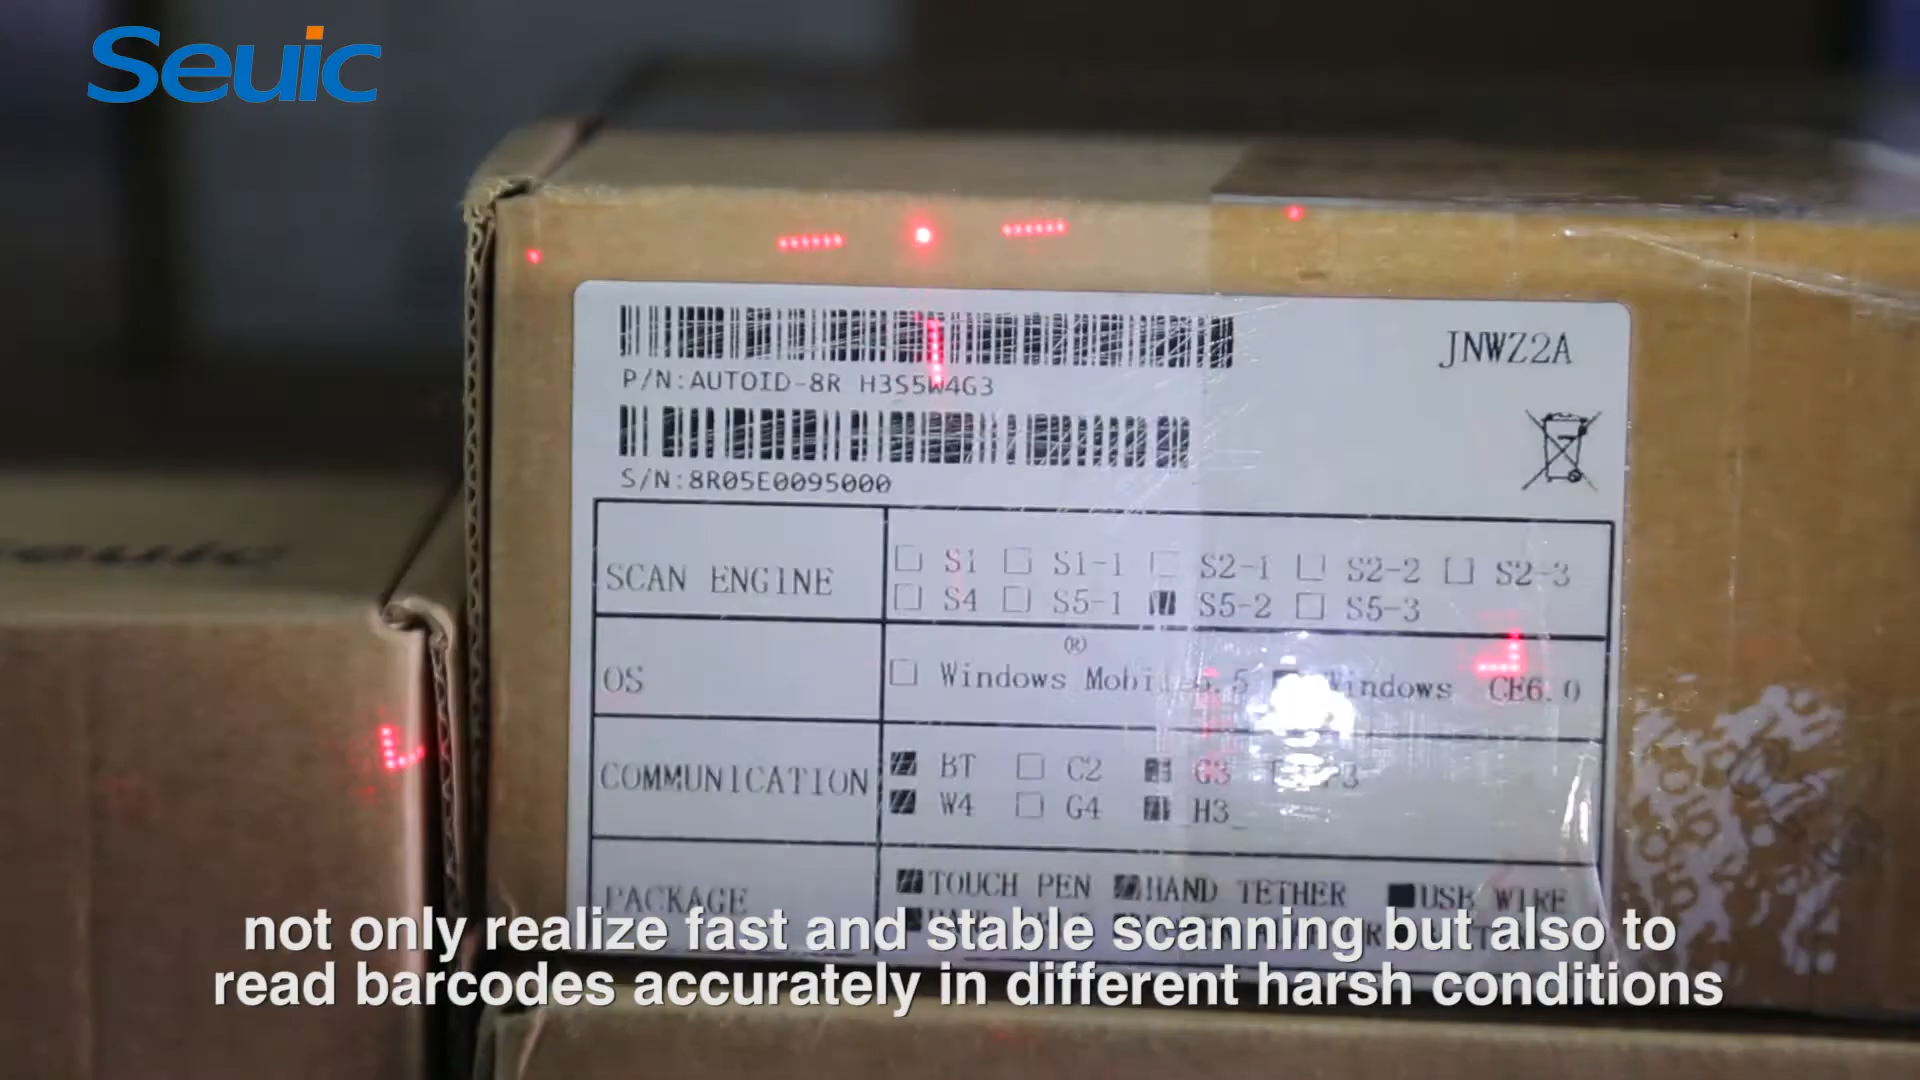 Seuic
P/N:AUTOID-8R H3S5W4G3
JNWZ2A
S/N:8R05E0095000
SCAN ENGINE
S1 S1-1 S2-1 S2-2 S2-3
S4 S5-1 S5-2 S5-3
OS
®
Windows Windows CE6.0
COMMUNICATION
BT C2 G3
W4 G4 H3
PACKAGE
TOUCH PEN HAND TETHER USB WIRE
not only realize fast and stable scanning but also to
read barcodes accurately in different harsh conditions